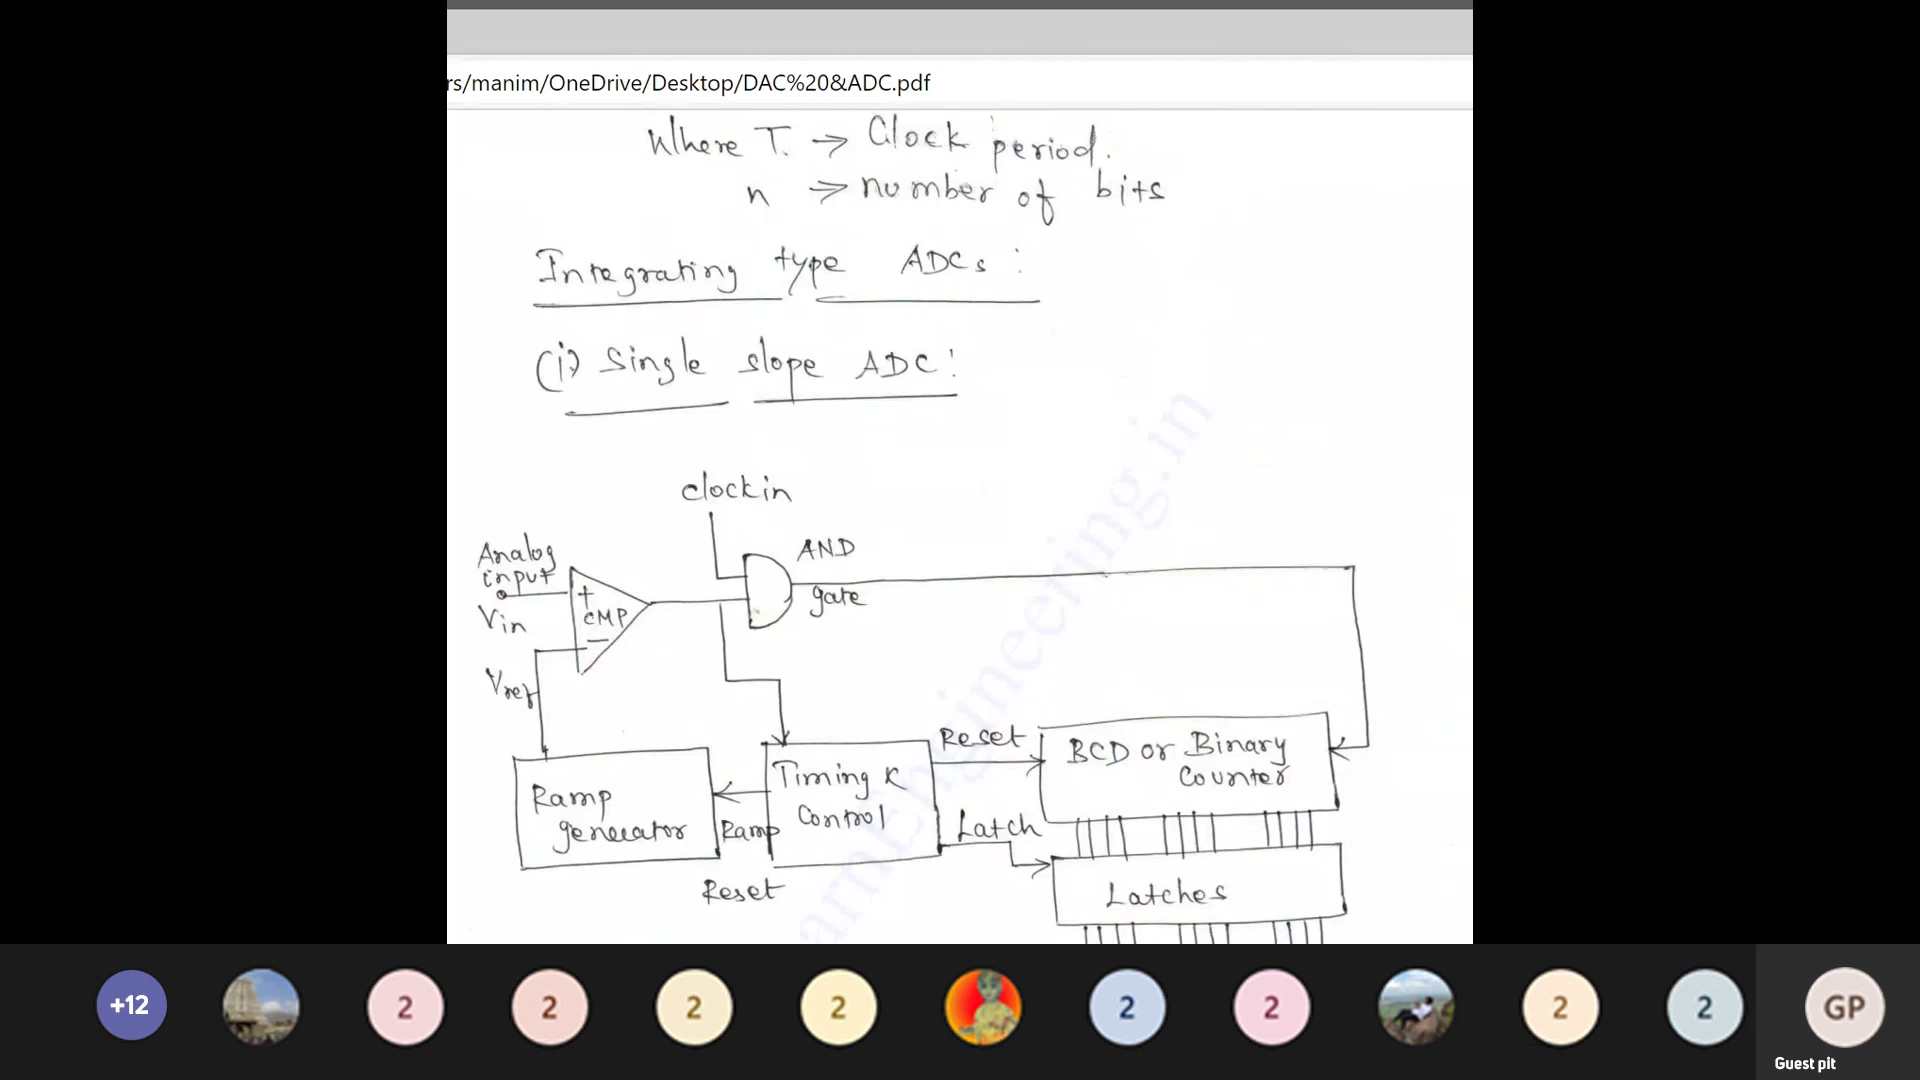 rs/manim/OneDrive/Desktop/DAC%20&ADC.pdf
Where T. → Clock period.
n → number of bits
Integrating type ADCs :
(i) Single slope ADC :
clockin
AND
gate
Analog
input
Vin
+
CMP
−
Vref
Ramp
generator
Ramp
Reset
Timing &
Control
Reset
Latch
BCD or Binary
Counter
Latches
arnEngineering.in
+12
2
2
2
2
2
2
2
2
GP
Guest pit